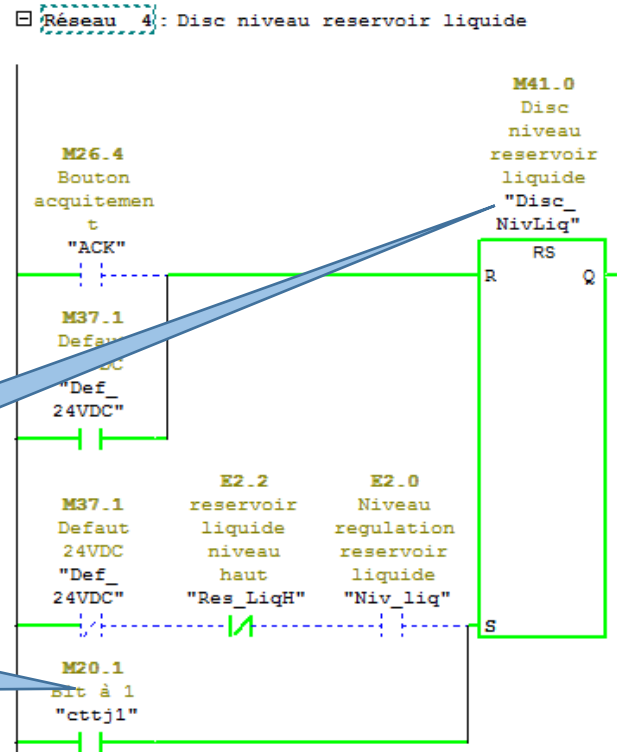 Réseau 4: Disc niveau reservoir liquide
M41.0
Disc
niveau
reservoir
liquide
"Disc_
NivLiq"
M26.4
Bouton
acquitemen
t
"ACK"
RS
R Q
M37.1
"Def_
24VDC"
M37.1
Defaut
24VDC
"Def_
24VDC"
E2.2
reservoir
liquide
niveau
haut
"Res_LiqH"
E2.0
Niveau
regulation
reservoir
liquide
"Niv_liq"
S
M20.1
Bit à 1
"cttj1"